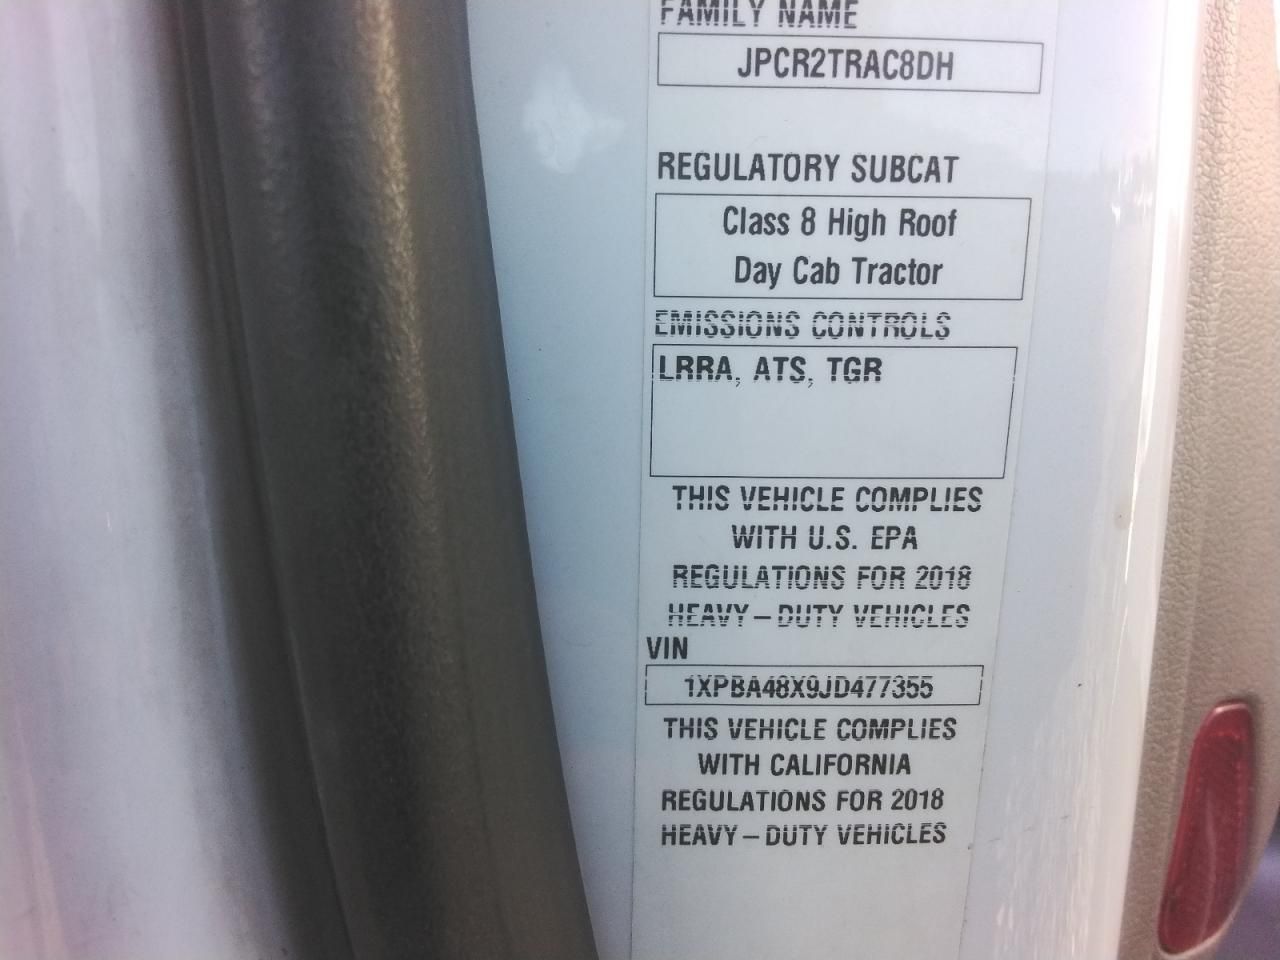 FAMILY NAME
JPCR2TRAC8DH
REGULATORY SUBCAT
Class 8 High Roof
Day Cab Tractor
EMISSIONS CONTROLS
LRRA, ATS, TGR
THIS VEHICLE COMPLIES
WITH U.S. EPA
REGULATIONS FOR 2018
HEAVY-DUTY VEHICLES
VIN
1XPBA48X9JD477355
THIS VEHICLE COMPLIES
WITH CALIFORNIA
REGULATIONS FOR 2018
HEAVY-DUTY VEHICLES